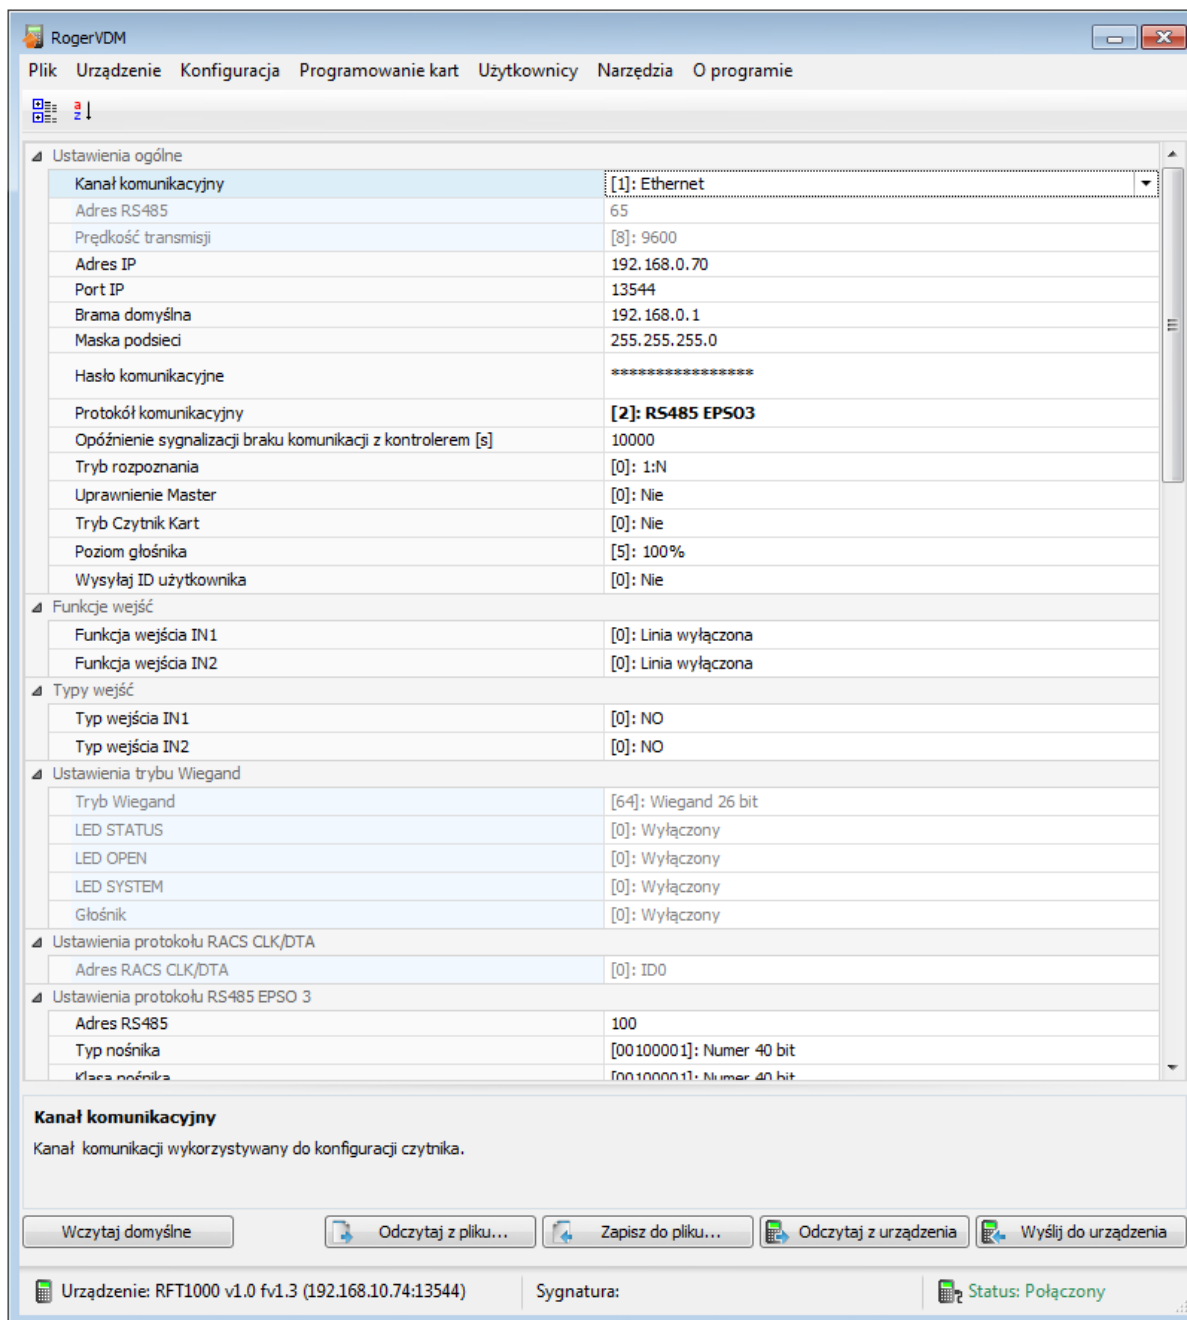 RogerVDM
Plik Urządzenie Konfiguracja Programowanie kart Użytkownicy Narzędzia O programie
Ustawienia ogólne
Kanał komunikacyjny [1]: Ethernet
Adres RS485 65
Prędkość transmisji [8]: 9600
Adres IP 192.168.0.70
Port IP 13544
Brama domyślna 192.168.0.1
Maska podsieci 255.255.255.0
Hasło komunikacyjne ****************
Protokół komunikacyjny [2]: RS485 EPSO3
Opóźnienie sygnalizacji braku komunikacji z kontrolerem [s] 10000
Tryb rozpoznania [0]: 1:N
Uprawnienie Master [0]: Nie
Tryb Czytnik Kart [0]: Nie
Poziom głośnika [5]: 100%
Wysyłaj ID użytkownika [0]: Nie
Funkcje wejść
Funkcja wejścia IN1 [0]: Linia wyłączona
Funkcja wejścia IN2 [0]: Linia wyłączona
Typy wejść
Typ wejścia IN1 [0]: NO
Typ wejścia IN2 [0]: NO
Ustawienia trybu Wiegand
Tryb Wiegand [64]: Wiegand 26 bit
LED STATUS [0]: Wyłączony
LED OPEN [0]: Wyłączony
LED SYSTEM [0]: Wyłączony
Głośnik [0]: Wyłączony
Ustawienia protokołu RACS CLK/DTA
Adres RACS CLK/DTA [0]: ID0
Ustawienia protokołu RS485 EPSO 3
Adres RS485 100
Typ nośnika [00100001]: Numer 40 bit
Klasa nośnika [00100001]: Numer 40 bit
Kanał komunikacyjny
Kanał komunikacji wykorzystywany do konfiguracji czytnika.
Wczytaj domyślne Odczytaj z pliku... Zapisz do pliku... Odczytaj z urządzenia Wyślij do urządzenia
Urządzenie: RFT1000 v1.0 fv1.3 (192.168.10.74:13544) Sygnatura: Status: Połączony